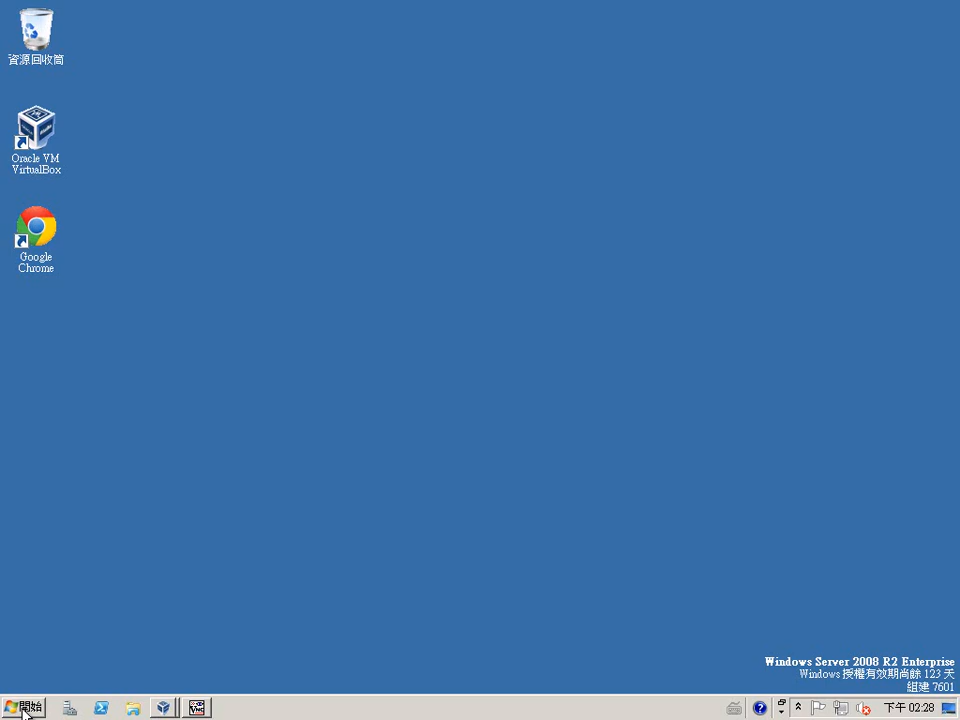 資源回收筒
Oracle VM
VirtualBox
Google
Chrome
Windows Server 2008 R2 Enterprise
Windows 授權有效期尚餘 123 天
組建 7601
開始
下午 02:28